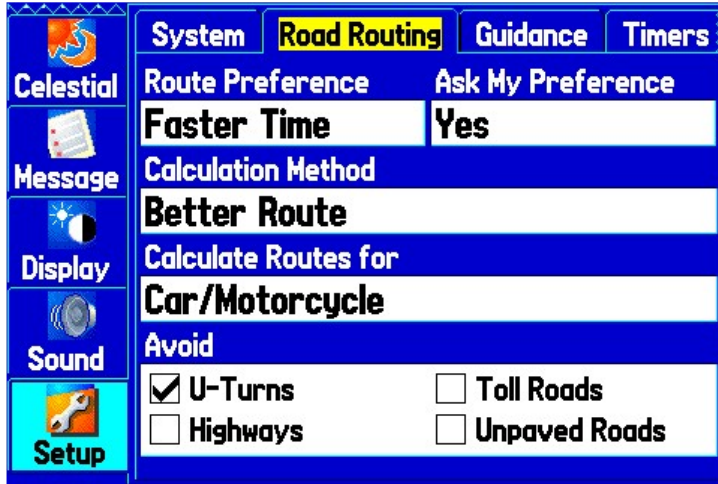 System Road Routing Guidance Timers
Celestial
Message
Display
Sound
Setup
Route Preference Ask My Preference
Faster Time Yes
Calculation Method
Better Route
Calculate Routes for
Car/Motorcycle
Avoid
U-Turns Toll Roads
Highways Unpaved Roads